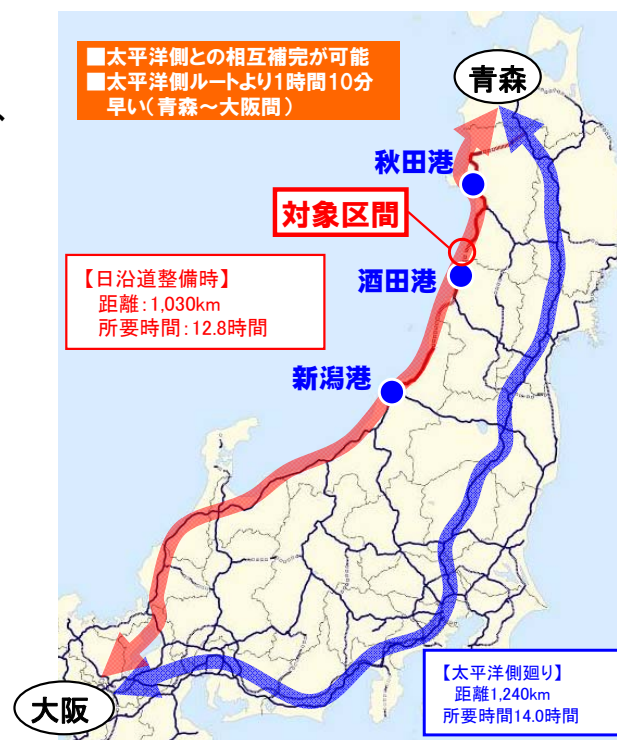 ■太平洋側との相互補完が可能
■太平洋側ルートより1時間10分
早い(青森～大阪間)
青森
秋田港
対象区間
酒田港
【日沿道整備時】
距離:1,030km
所要時間:12.8時間
新潟港
【太平洋側廻り】
距離1,240km
所要時間14.0時間
大阪
、